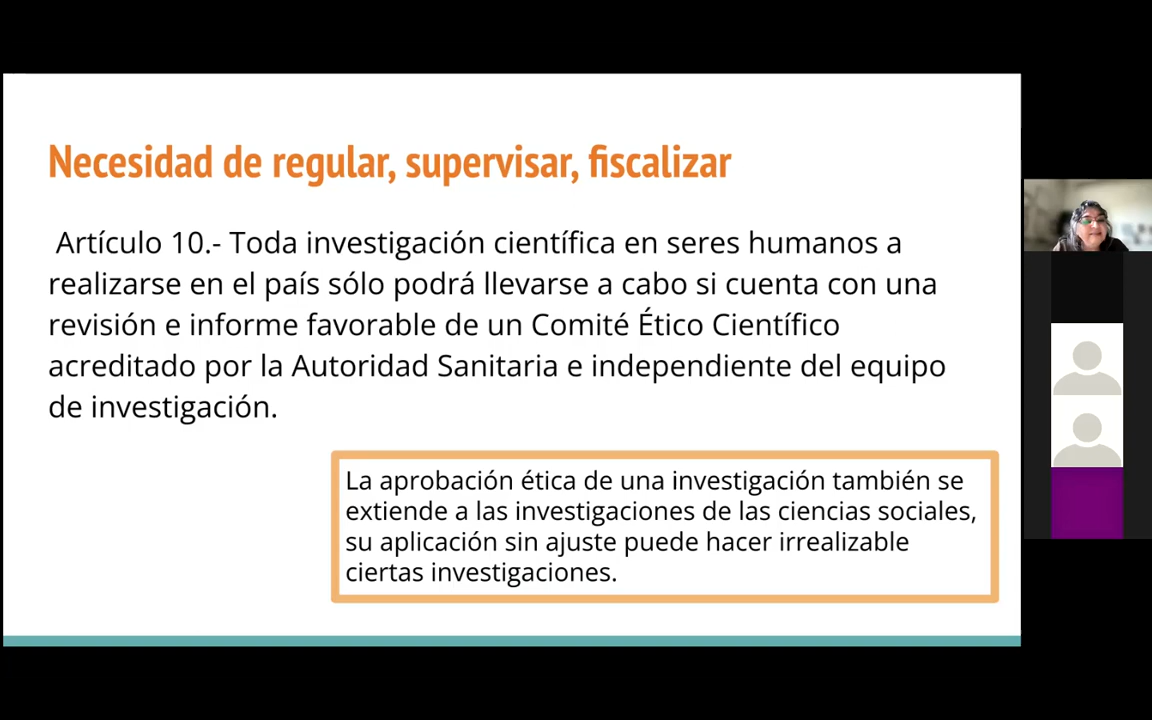 Necesidad de regular, supervisar, fiscalizar
Artículo 10.- Toda investigación científica en seres humanos a
realizarse en el país sólo podrá llevarse a cabo si cuenta con una
revisión e informe favorable de un Comité Ético Científico
acreditado por la Autoridad Sanitaria e independiente del equipo
de investigación.
La aprobación ética de una investigación también se
extiende a las investigaciones de las ciencias sociales,
su aplicación sin ajuste puede hacer irrealizable
ciertas investigaciones.